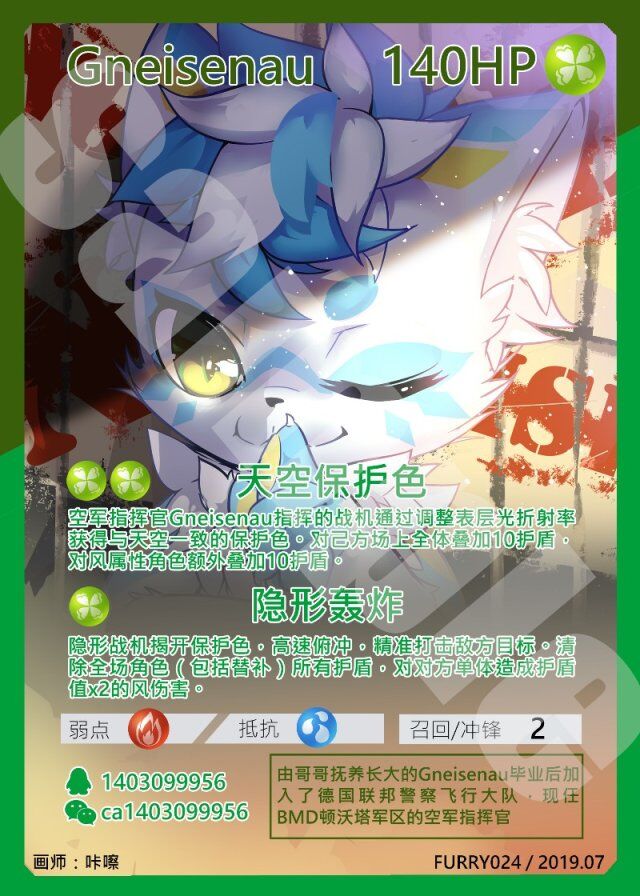 Gneisenau 140HP
天空保护色
空军指挥官Gneisenau指挥的战机通过调整表层光折射率
获得与天空一致的保护色。对己方场上全体叠加10护盾，
对风属性角色额外叠加10护盾。
隐形轰炸
隐形战机揭开保护色，高速俯冲，精准打击敌方目标。清
除全场角色（包括替补）所有护盾，对对方单体造成护盾
值x2的风伤害。
弱点 抵抗 召回/冲锋 2
1403099956
ca1403099956
由哥哥抚养长大的Gneisenau毕业后加
入了德国联邦警察飞行大队，现任
BMD顿沃塔军区的空军指挥官
画师：咔嚓 FURRY024 / 2019.07